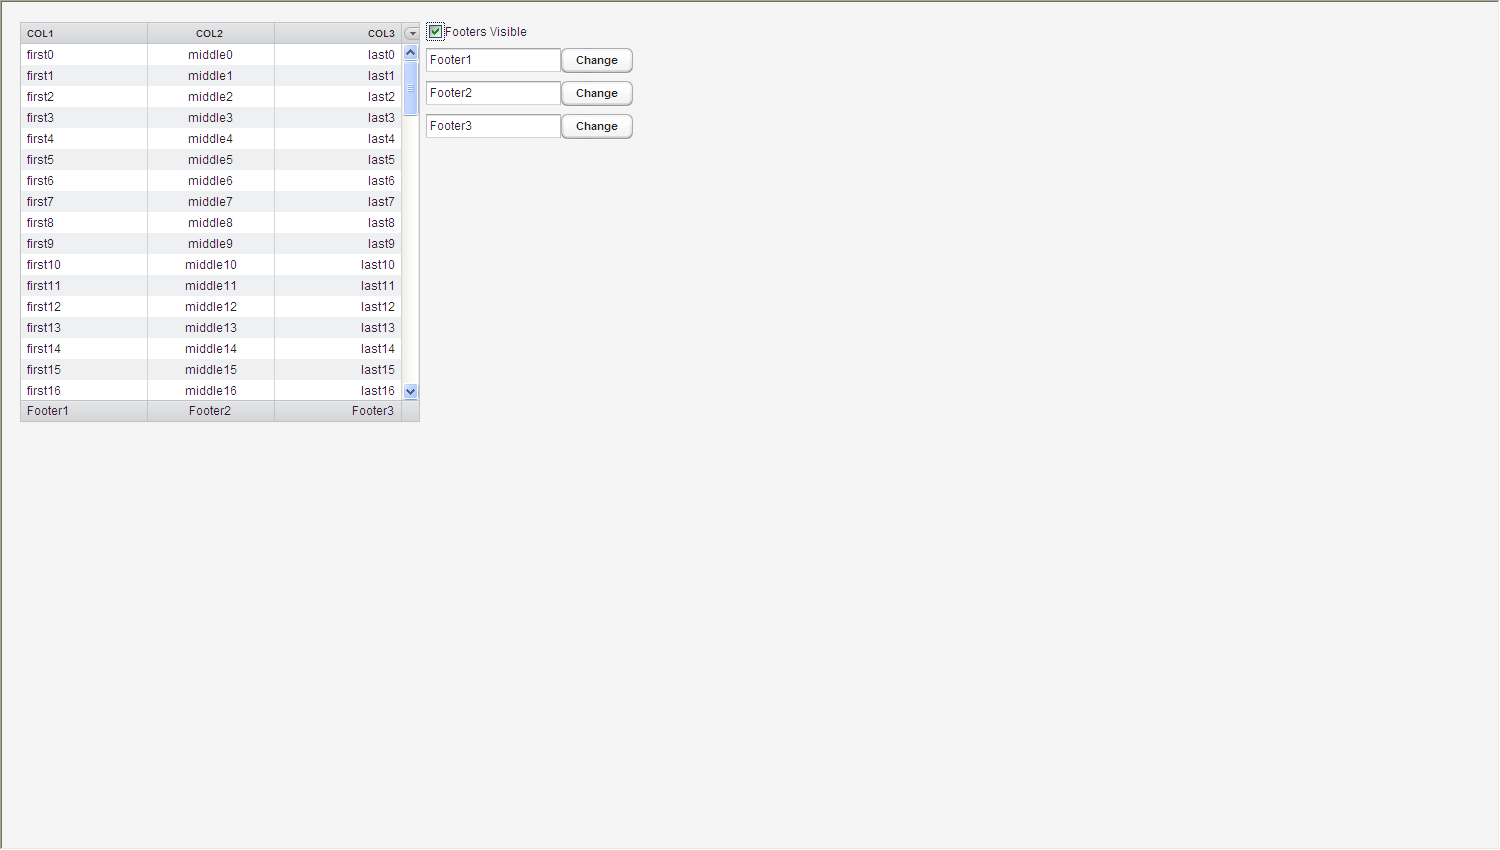 COL1 COL2 COL3
first0 middle0 last0
first1 middle1 last1
first2 middle2 last2
first3 middle3 last3
first4 middle4 last4
first5 middle5 last5
first6 middle6 last6
first7 middle7 last7
first8 middle8 last8
first9 middle9 last9
first10 middle10 last10
first11 middle11 last11
first12 middle12 last12
first13 middle13 last13
first14 middle14 last14
first15 middle15 last15
first16 middle16 last16
Footer1 Footer2 Footer3
Footers Visible
Footer1 Change
Footer2 Change
Footer3 Change